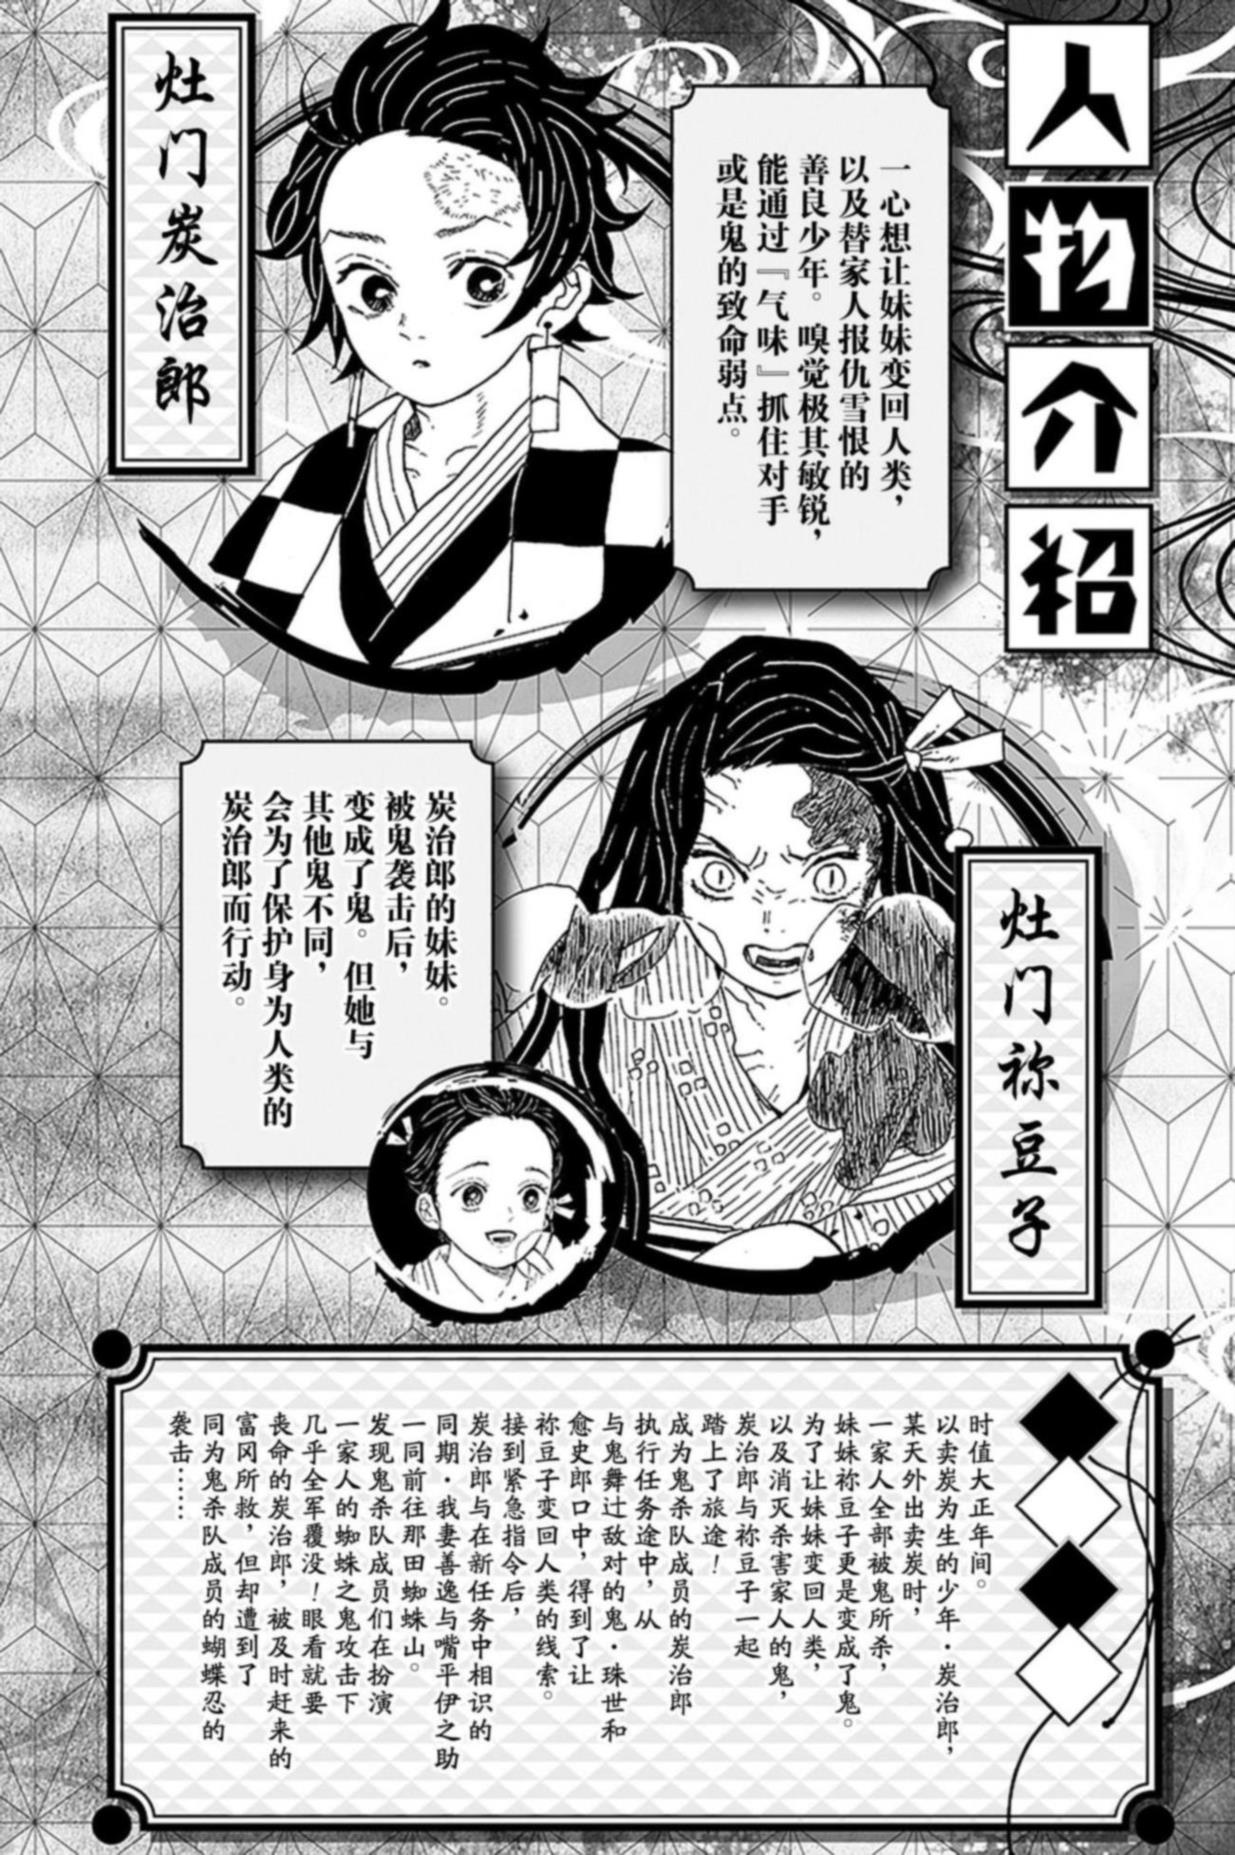 人物介绍
灶门炭治郎
一心想让妹妹变回人类，
以及替家人报仇雪恨的
善良少年。嗅觉极其敏锐，
能通过『气味』抓住对手
或是鬼的致命弱点。
灶门祢豆子
炭治郎的妹妹。
被鬼袭击后，
变成了鬼。但她与
其他鬼不同，
会为了保护身为人类的
炭治郎而行动。
时值大正年间。
以卖炭为生的少年·炭治郎，
某天外出卖炭时，
一家人全部被鬼所杀，
妹妹祢豆子更是变成了鬼。
为了让妹妹变回人类，
以及消灭杀害家人的鬼，
炭治郎与祢豆子一起
踏上了旅途！
成为鬼杀队成员的炭治郎
执行任务途中，从
与鬼舞辻敌对的鬼·珠世和
愈史郎口中，得到了让
祢豆子变回人类的线索。
接到紧急指令后，
炭治郎与在新任务中相识的
同期·我妻善逸与嘴平伊之助
一同前往那田蜘蛛山。
发现鬼杀队成员们在扮演
一家人的蜘蛛之鬼攻击下
几乎全军覆没！眼看就要
丧命的炭治郎，被及时赶来的
富冈所救，但却遭到了
同为鬼杀队成员的蝴蝶忍的
袭击……